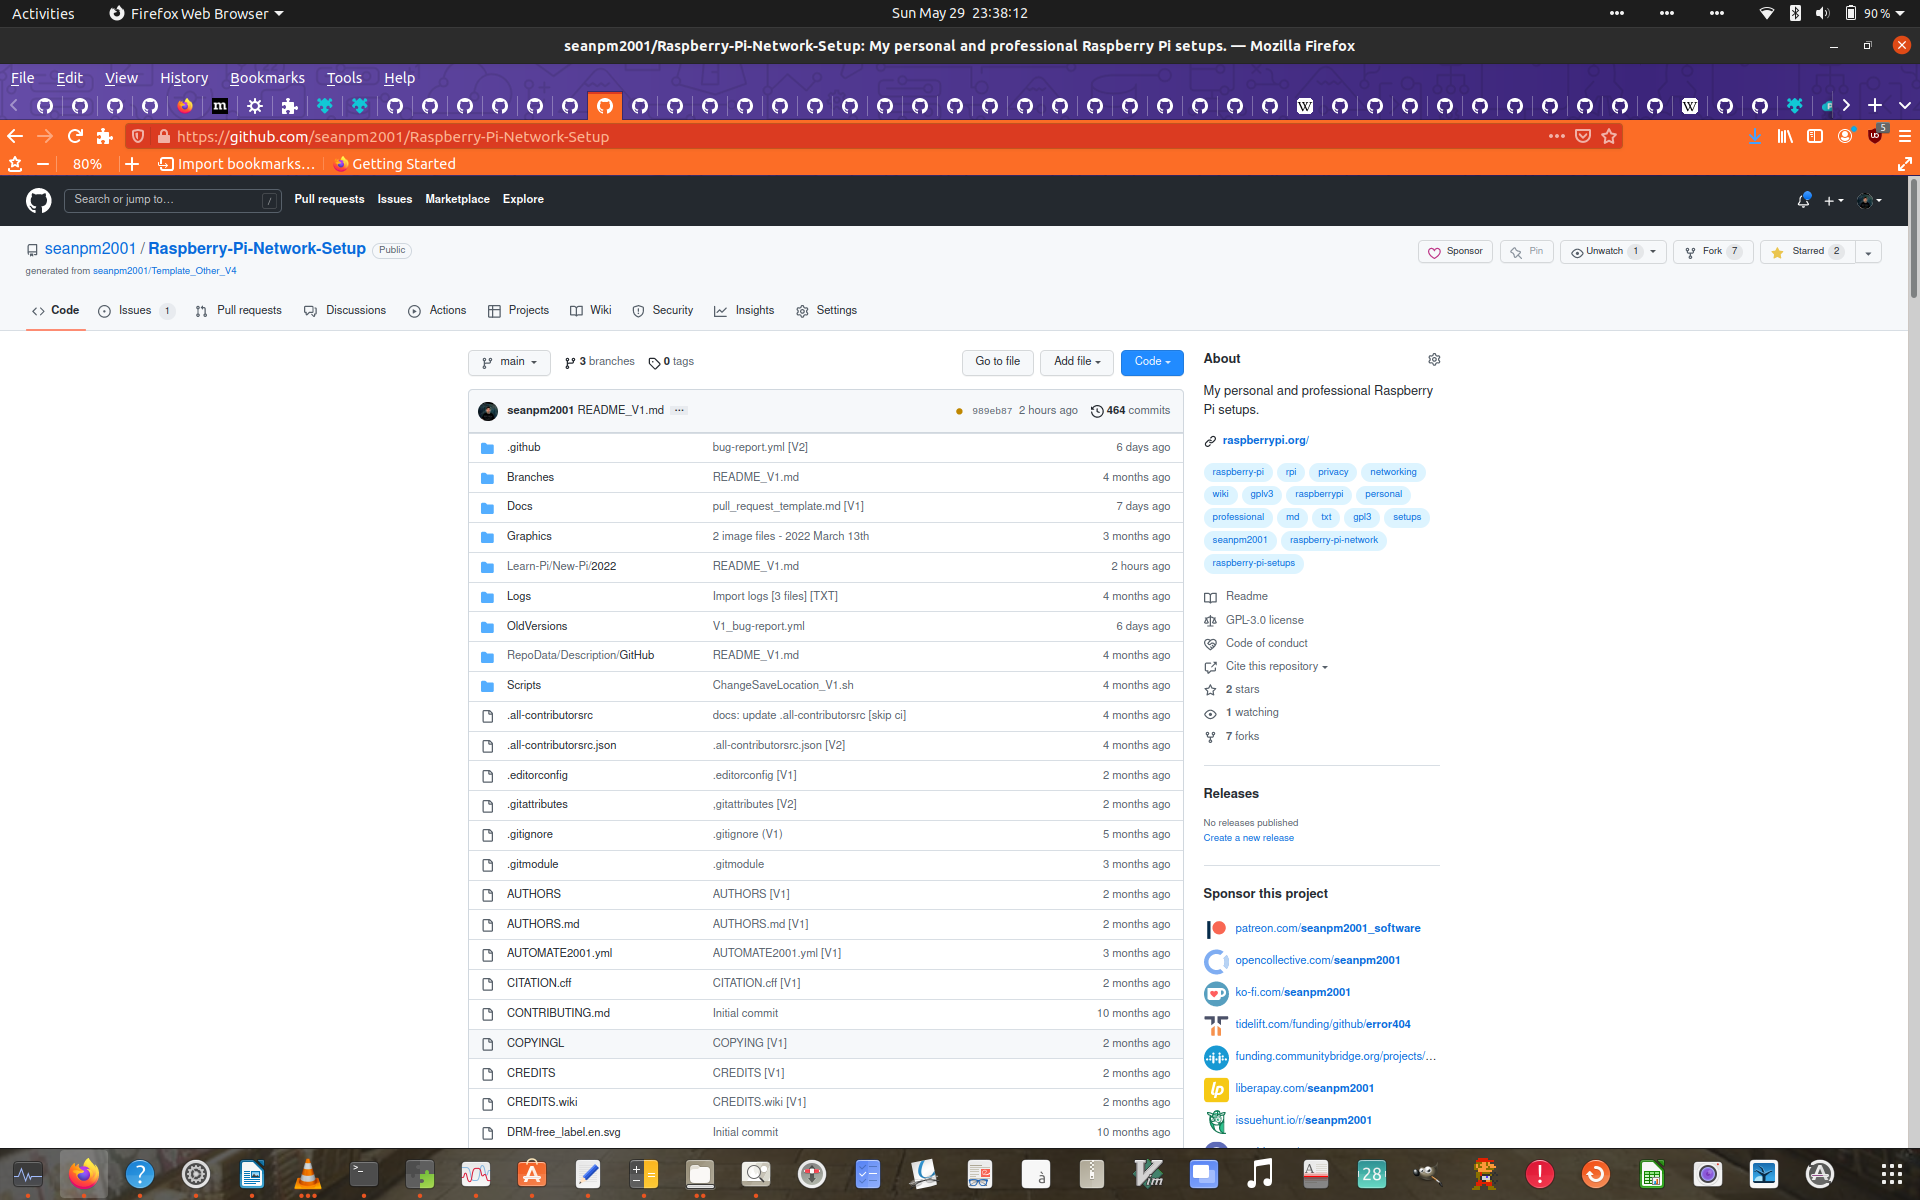 Activities Firefox Web Browser Sun May 29 23:38:12 90 %
seanpm2001/Raspberry-Pi-Network-Setup: My personal and professional Raspberry Pi setups. — Mozilla Firefox
File Edit View History Bookmarks Tools Help
https://github.com/seanpm2001/Raspberry-Pi-Network-Setup 5
80% Import bookmarks... Getting Started
Search or jump to... / Pull requests Issues Marketplace Explore
seanpm2001 / Raspberry-Pi-Network-Setup Public Sponsor Pin Unwatch 1 Fork 7 Starred 2
generated from seanpm2001/Template_Other_V4
Code Issues 1 Pull requests Discussions Actions Projects Wiki Security Insights Settings
main 3 branches 0 tags Go to file Add file Code
seanpm2001 README_V1.md ... 989eb87 2 hours ago 464 commits
.github bug-report.yml [V2] 6 days ago
Branches README_V1.md 4 months ago
Docs pull_request_template.md [V1] 7 days ago
Graphics 2 image files - 2022 March 13th 3 months ago
Learn-Pi/New-Pi/2022 README_V1.md 2 hours ago
Logs Import logs [3 files] [TXT] 4 months ago
OldVersions V1_bug-report.yml 6 days ago
RepoData/Description/GitHub README_V1.md 4 months ago
Scripts ChangeSaveLocation_V1.sh 4 months ago
.all-contributorsrc docs: update .all-contributorsrc [skip ci] 4 months ago
.all-contributorsrc.json .all-contributorsrc.json [V2] 4 months ago
.editorconfig .editorconfig [V1] 2 months ago
.gitattributes ,gitattributes [V2] 2 months ago
.gitignore .gitignore (V1) 5 months ago
.gitmodule .gitmodule 3 months ago
AUTHORS AUTHORS [V1] 2 months ago
AUTHORS.md AUTHORS.md [V1] 2 months ago
AUTOMATE2001.yml AUTOMATE2001.yml [V1] 3 months ago
CITATION.cff CITATION.cff [V1] 2 months ago
CONTRIBUTING.md Initial commit 10 months ago
COPYINGL COPYING [V1] 2 months ago
CREDITS CREDITS [V1] 2 months ago
CREDITS.wiki CREDITS.wiki [V1] 2 months ago
DRM-free_label.en.svg Initial commit 10 months ago
About
My personal and professional Raspberry
Pi setups.
raspberrypi.org/
raspberry-pi rpi privacy networking
wiki gplv3 raspberrypi personal
professional md txt gpl3 setups
seanpm2001 raspberry-pi-network
raspberry-pi-setups
Readme
GPL-3.0 license
Code of conduct
Cite this repository
2 stars
1 watching
7 forks
Releases
No releases published
Create a new release
Sponsor this project
patreon.com/seanpm2001_software
opencollective.com/seanpm2001
ko-fi.com/seanpm2001
tidelift.com/funding/github/error404
funding.communitybridge.org/projects/...
lp liberapay.com/seanpm2001
issuehunt.io/r/seanpm2001
28